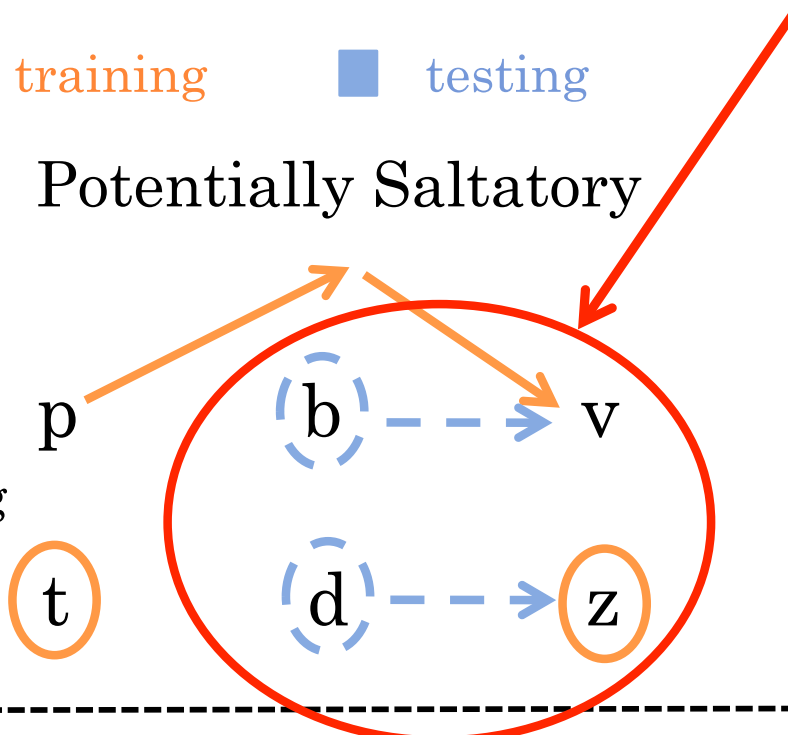 training testing
Potentially Saltatory
p b v
g
t d z